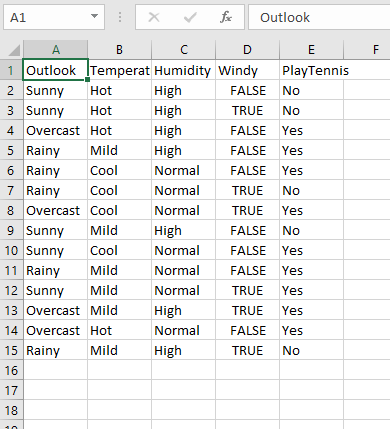 A1 fx Outlook
A B C D E F
1 Outlook Temperat Humidity Windy PlayTennis
2 Sunny Hot High FALSE No
3 Sunny Hot High TRUE No
4 Overcast Hot High FALSE Yes
5 Rainy Mild High FALSE Yes
6 Rainy Cool Normal FALSE Yes
7 Rainy Cool Normal TRUE No
8 Overcast Cool Normal TRUE Yes
9 Sunny Mild High FALSE No
10 Sunny Cool Normal FALSE Yes
11 Rainy Mild Normal FALSE Yes
12 Sunny Mild Normal TRUE Yes
13 Overcast Mild High TRUE Yes
14 Overcast Hot Normal FALSE Yes
15 Rainy Mild High TRUE No
16
17
18
19